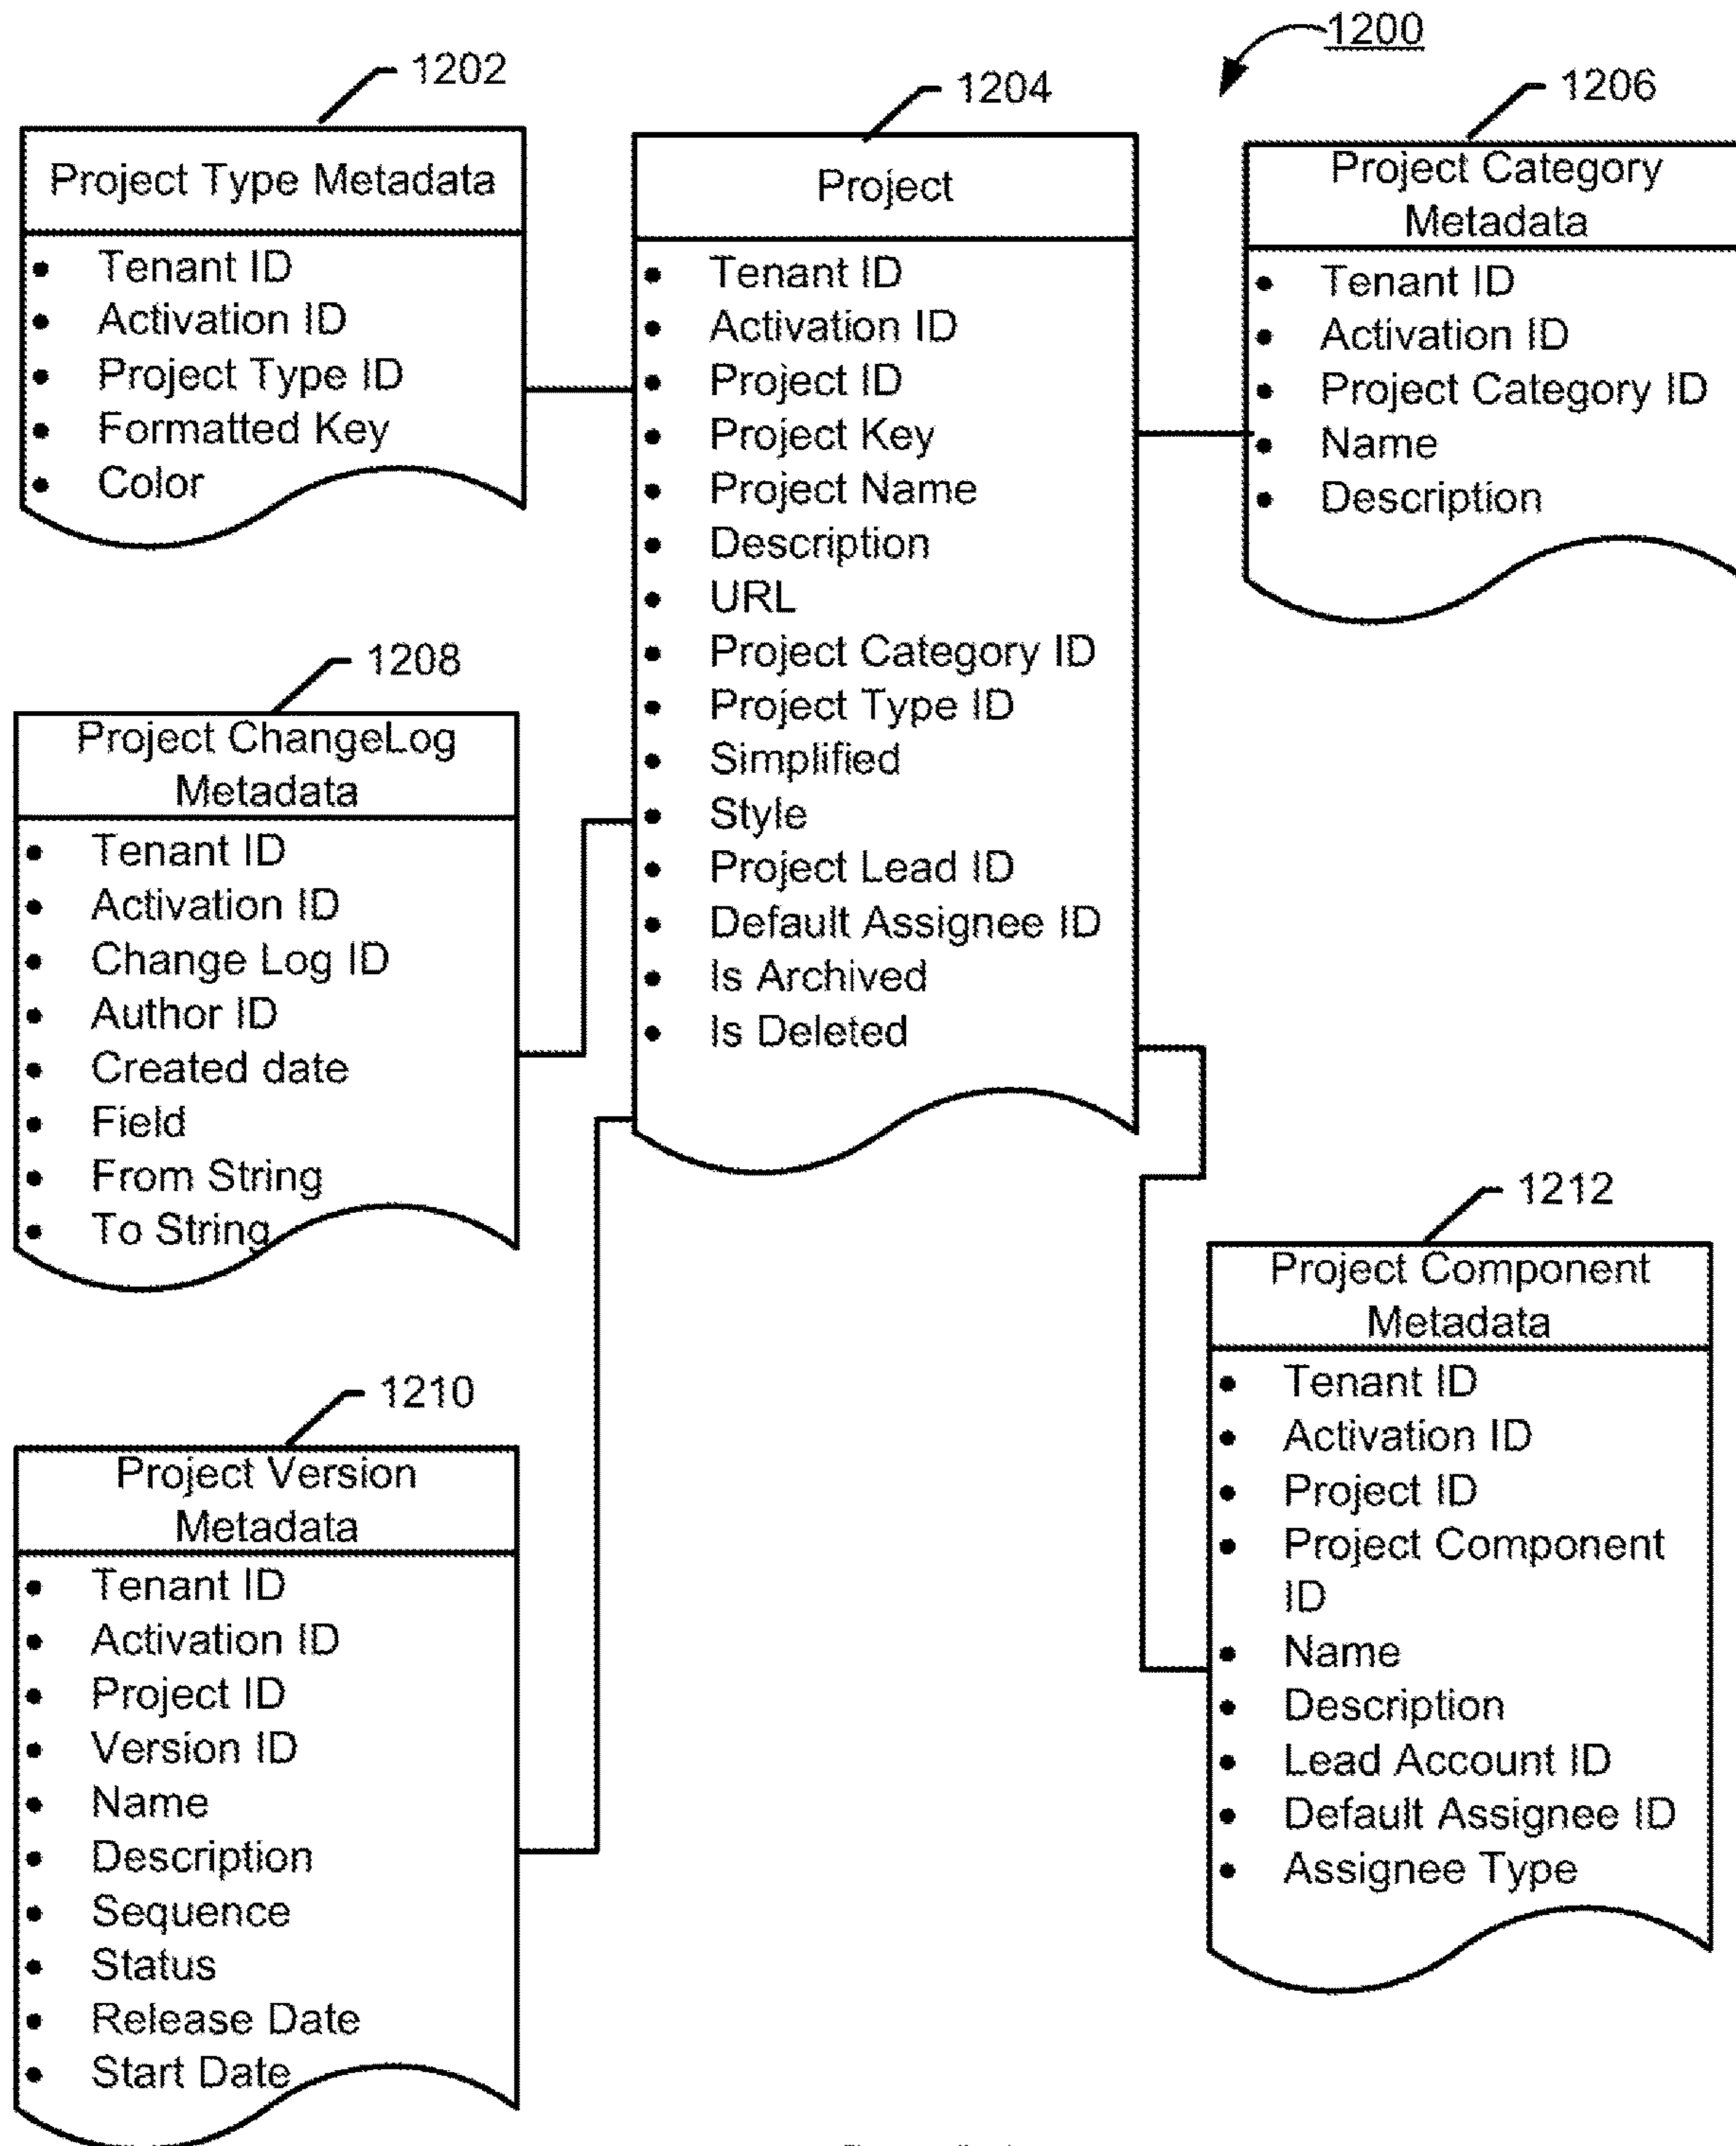 1200
1202
Project Type Metadata
• Tenant ID
• Activation ID
• Project Type ID
• Formatted Key
• Color
1204
Project
• Tenant ID
• Activation ID
• Project ID
• Project Key
• Project Name
• Description
• URL
• Project Category ID
• Project Type ID
• Simplified
• Style
• Project Lead ID
• Default Assignee ID
• Is Archived
• Is Deleted
1206
Project Category
Metadata
• Tenant ID
• Activation ID
• Project Category ID
• Name
• Description
1208
Project ChangeLog
Metadata
• Tenant ID
• Activation ID
• Change Log ID
• Author ID
• Created date
• Field
• From String
• To String
1210
Project Version
Metadata
• Tenant ID
• Activation ID
• Project ID
• Version ID
• Name
• Description
• Sequence
• Status
• Release Date
• Start Date
1212
Project Component
Metadata
• Tenant ID
• Activation ID
• Project ID
• Project Component
ID
• Name
• Description
• Lead Account ID
• Default Assignee ID
• Assignee Type